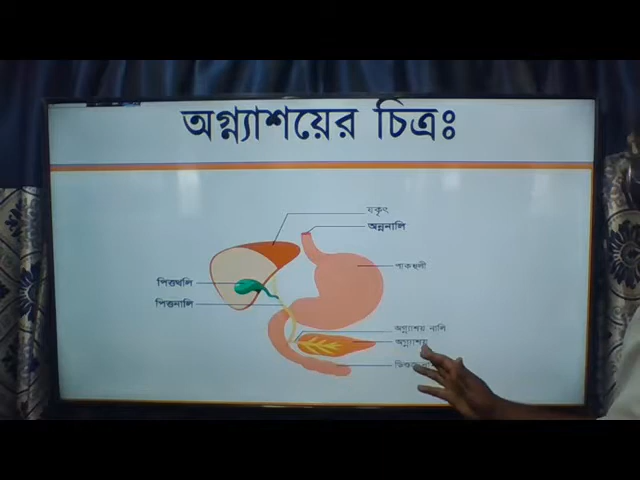 অগ্ন্যাশয়ের চিত্রঃ
যকৃৎ
অন্ননালি
পাকস্থলী
পিত্তথলি
পিত্তনালি
অগ্ন্যাশয় নালি
অগ্ন্যাশয়